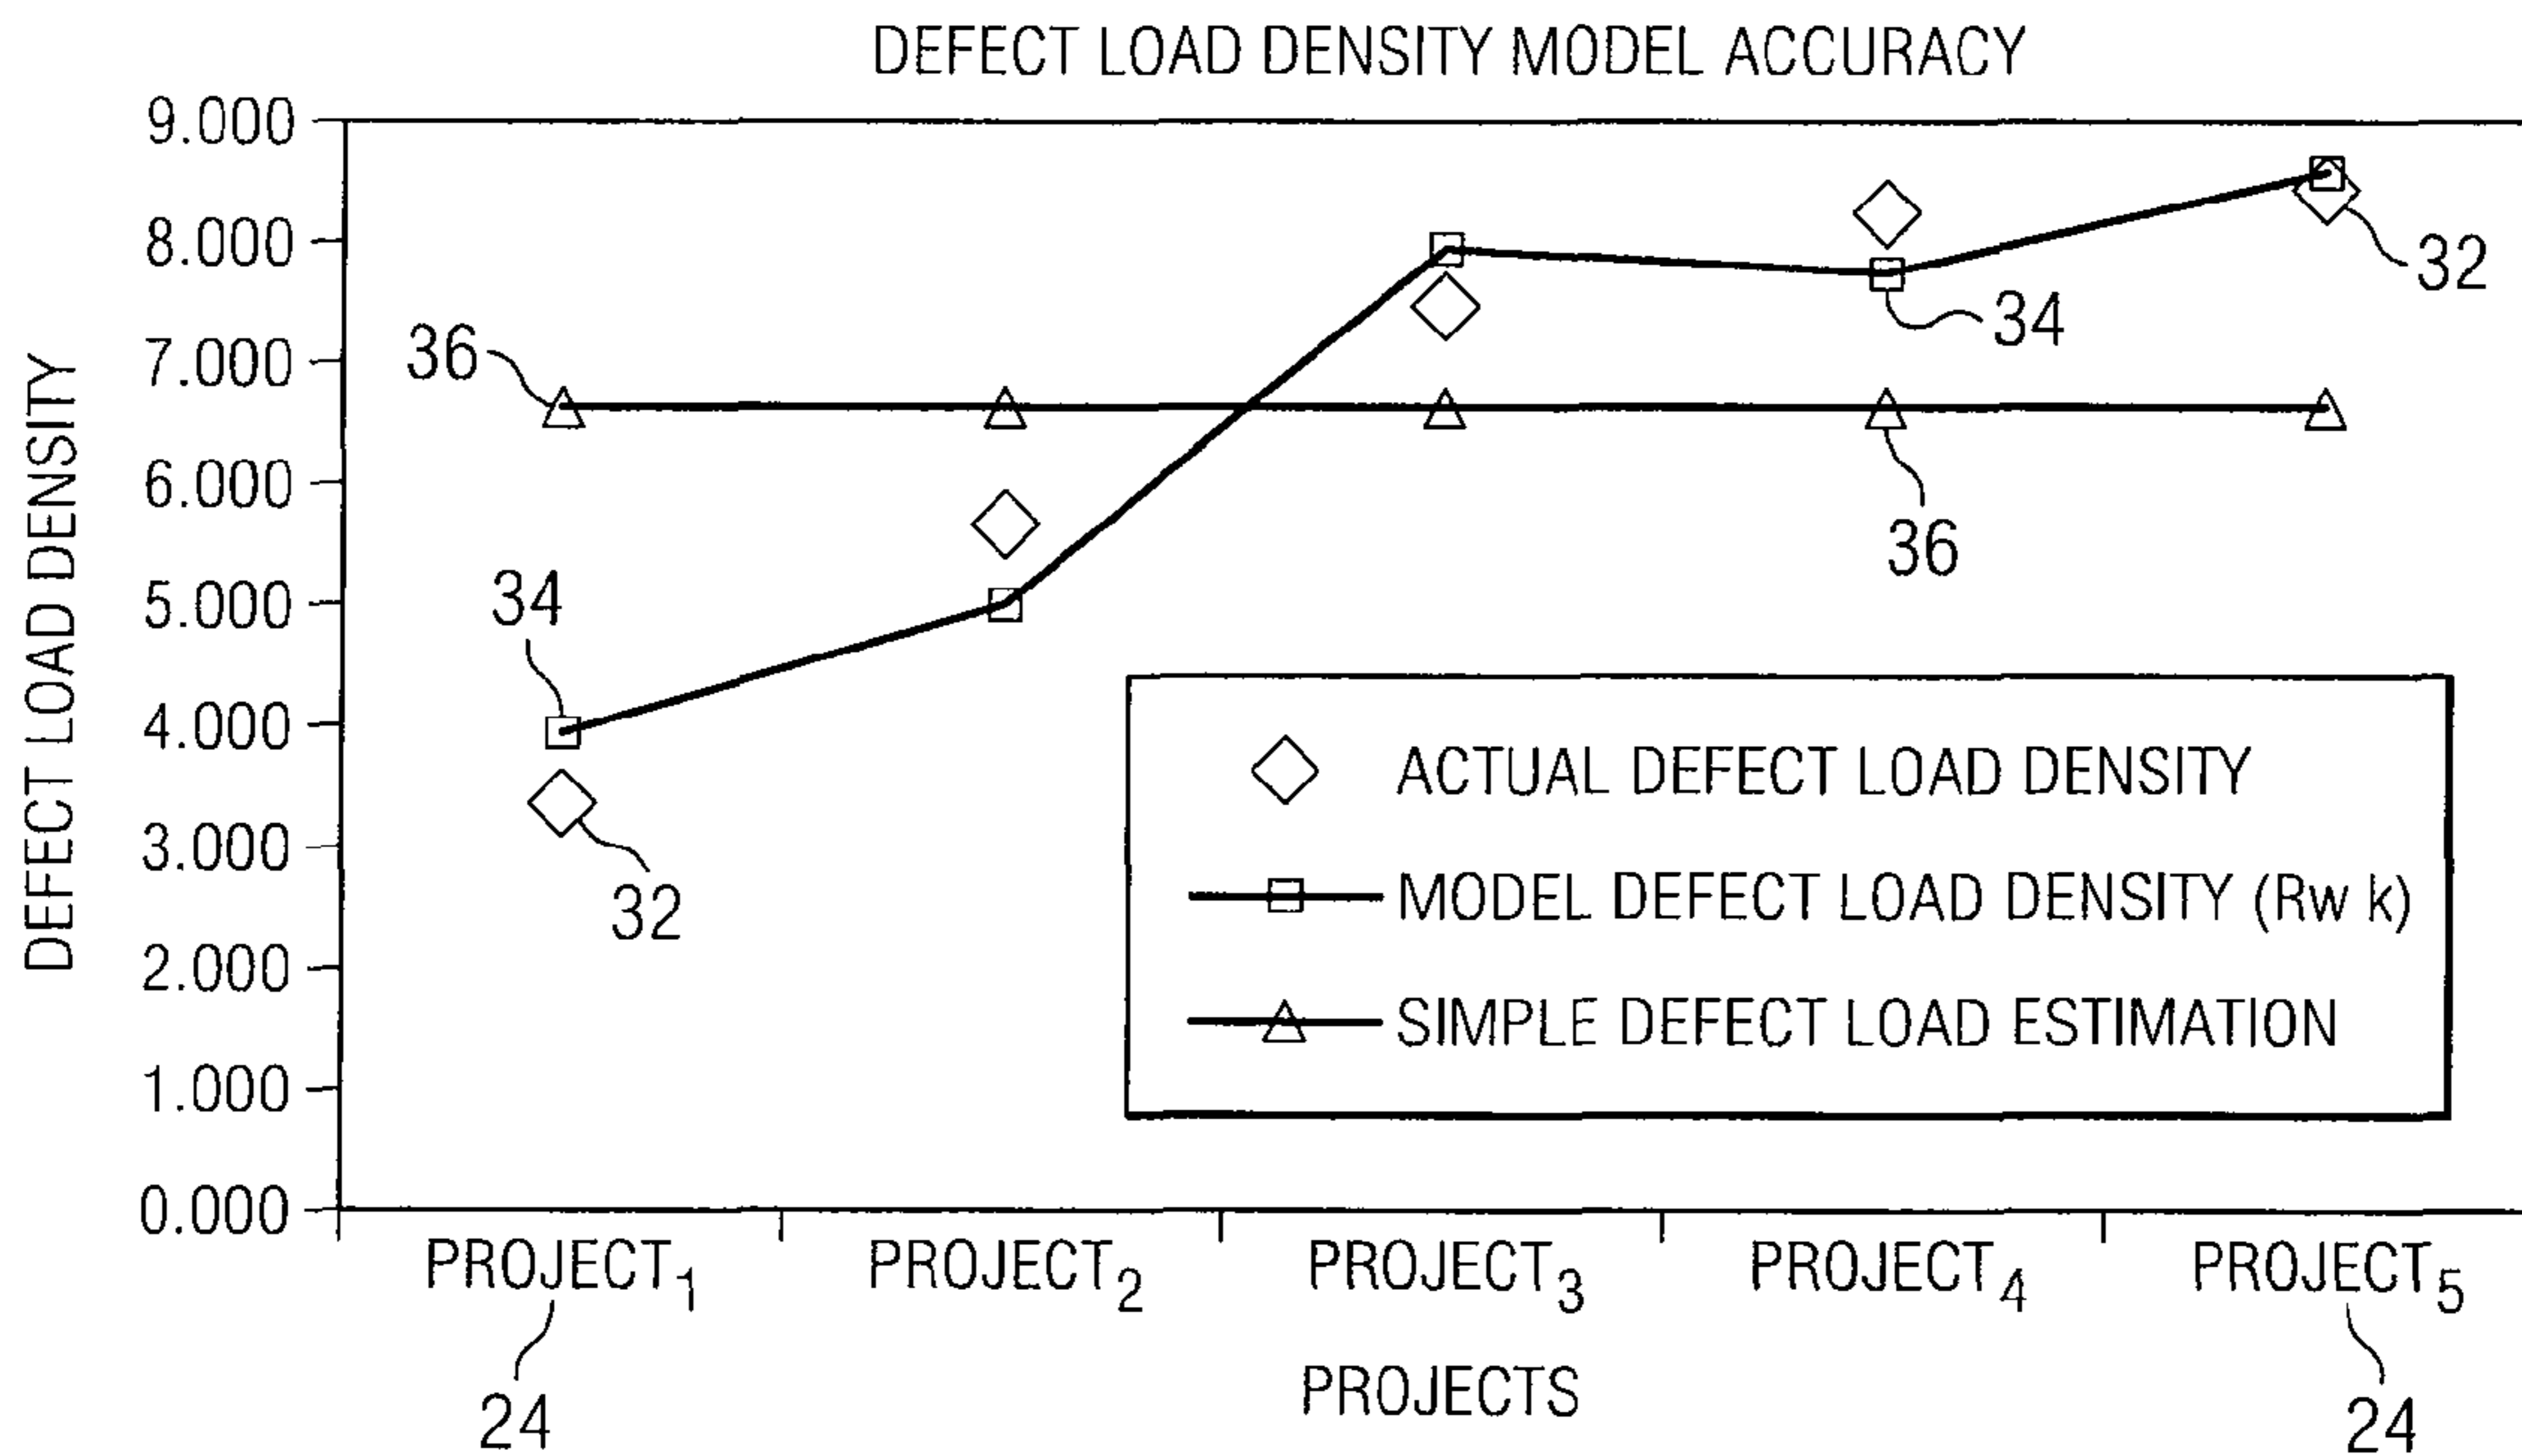 DEFECT LOAD DENSITY MODEL ACCURACY
DEFECT LOAD DENSITY
9.000
8.000
7.000
6.000
5.000
4.000
3.000
2.000
1.000
0.000
36
34
32
34
32
36
ACTUAL DEFECT LOAD DENSITY
MODEL DEFECT LOAD DENSITY (Rw k)
SIMPLE DEFECT LOAD ESTIMATION
PROJECT₁ PROJECT₂ PROJECT₃ PROJECT₄ PROJECT₅
24
24
PROJECTS